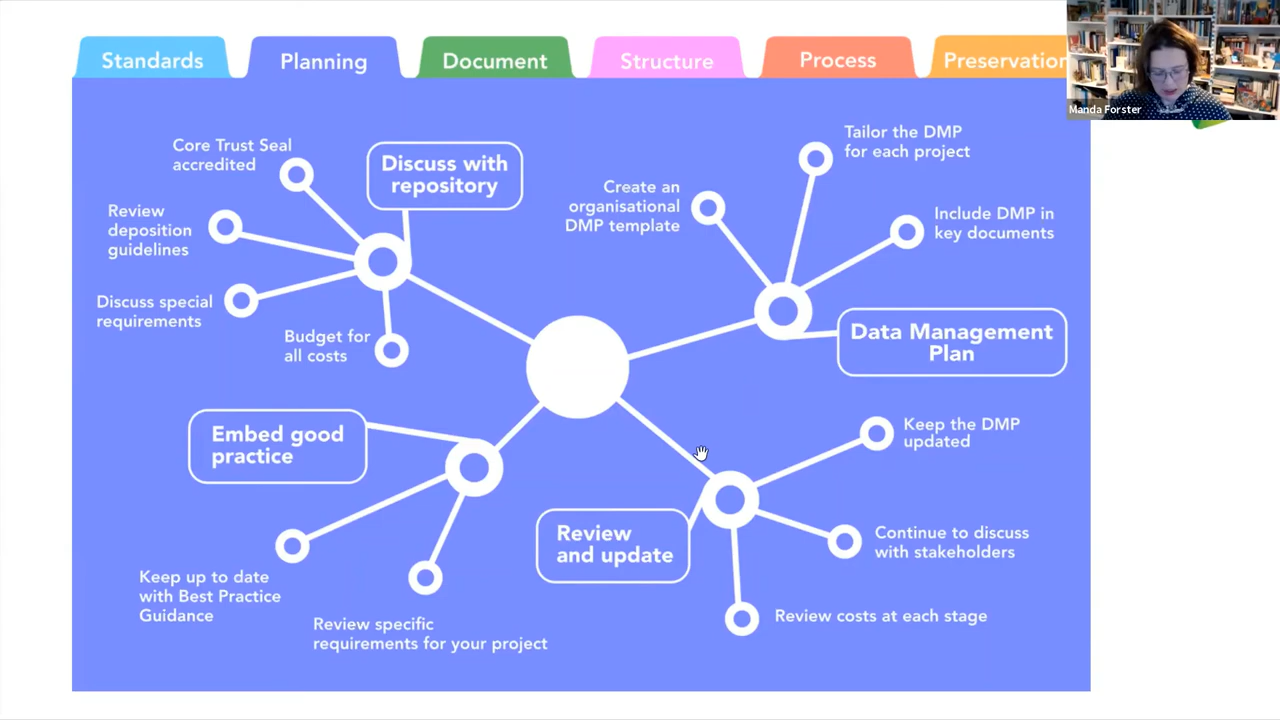 Standards
Planning
Document
Structure
Process
Preservation
Manda Forster
Core Trust Seal
accredited
Discuss with
repository
Review
deposition
guidelines
Discuss special
requirements
Budget for
all costs
Create an
organisational
DMP template
Tailor the DMP
for each project
Include DMP in
key documents
Data Management
Plan
Embed good
practice
Keep up to date
with Best Practice
Guidance
Review specific
requirements for your project
Review
and update
Keep the DMP
updated
Continue to discuss
with stakeholders
Review costs at each stage